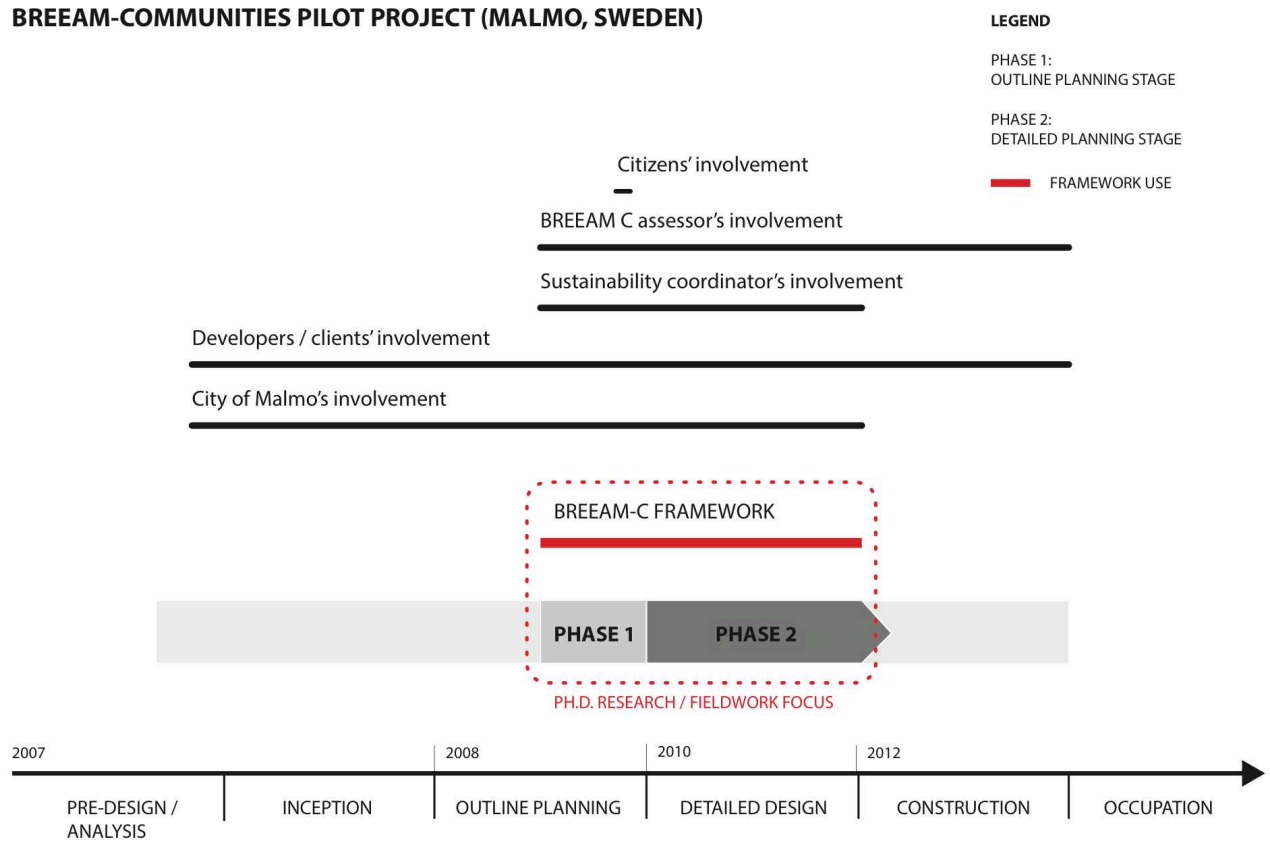 BREEAM-COMMUNITIES PILOT PROJECT (MALMO, SWEDEN)
LEGEND
PHASE 1:
OUTLINE PLANNING STAGE
PHASE 2:
DETAILED PLANNING STAGE
FRAMEWORK USE
Citizens’ involvement
BREEAM C assessor’s involvement
Sustainability coordinator’s involvement
Developers / clients’ involvement
City of Malmo’s involvement
BREEAM-C FRAMEWORK
PHASE 1
PHASE 2
PH.D. RESEARCH / FIELDWORK FOCUS
2007
2008
2010
2012
PRE-DESIGN /
ANALYSIS
INCEPTION
OUTLINE PLANNING
DETAILED DESIGN
CONSTRUCTION
OCCUPATION